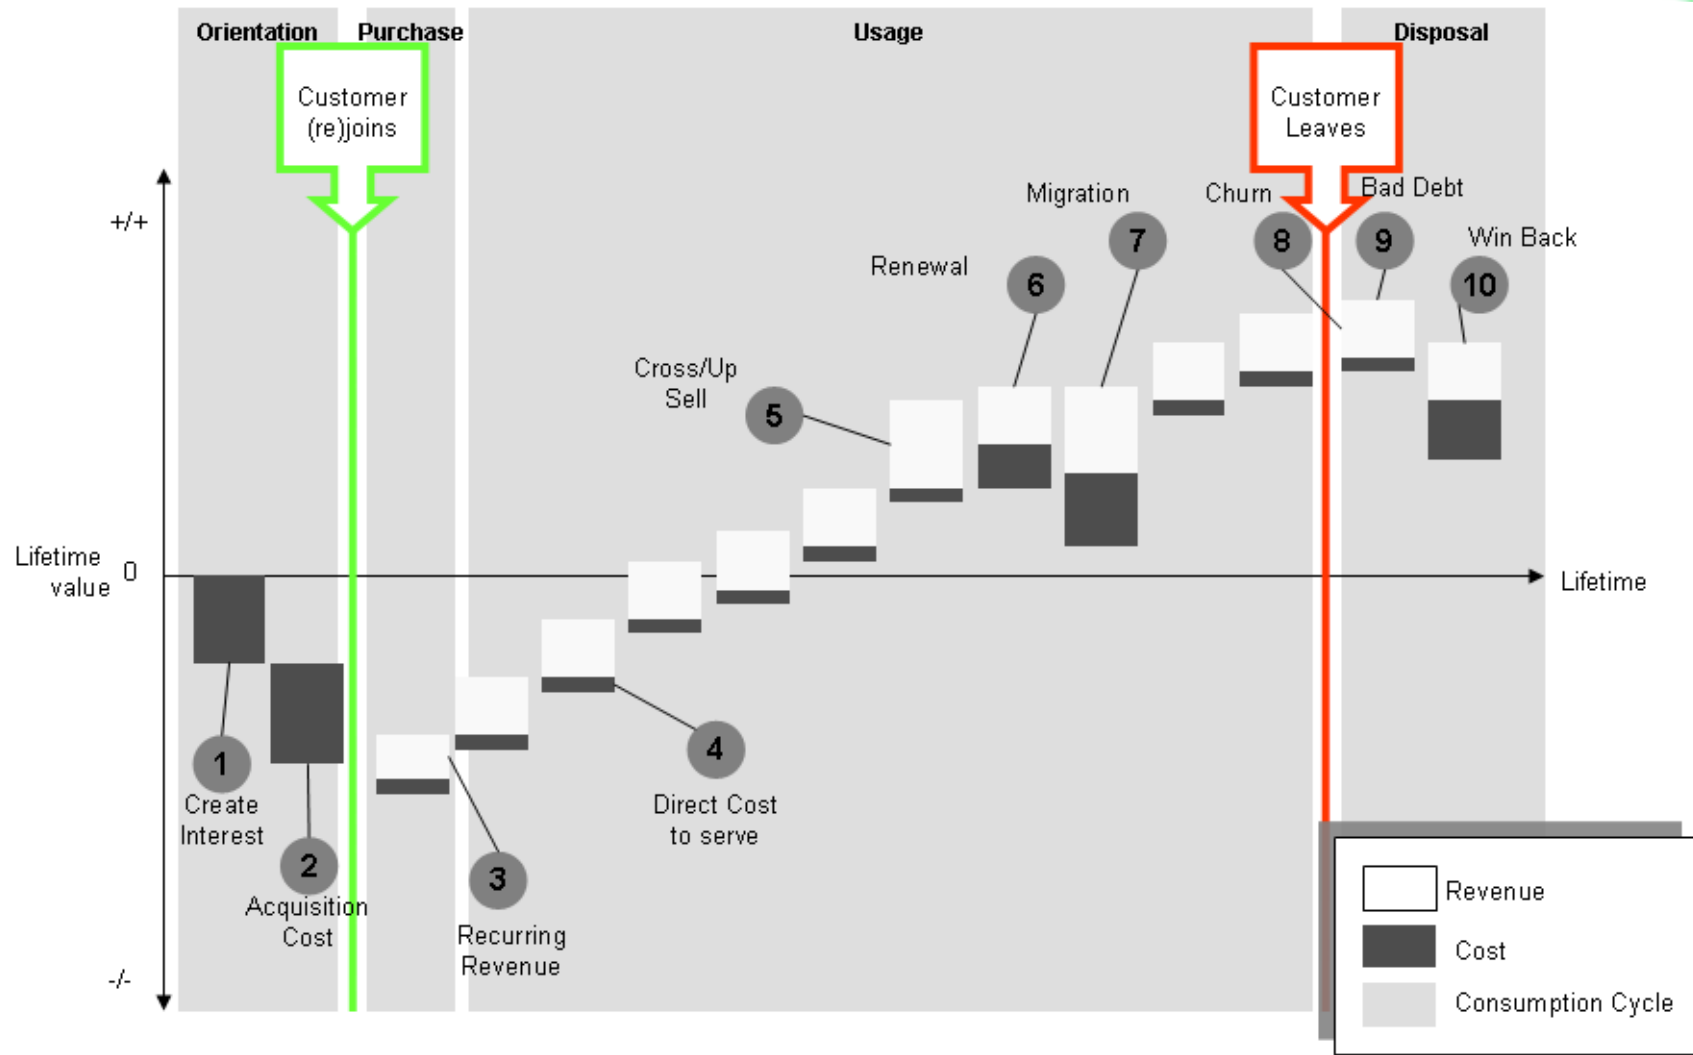 Orientation
Purchase
Usage
Disposal
Customer
(re)joins
Customer
Leaves
+/+
Migration
7
Churn
8
Bad Debt
9
Win Back
10
Renewal
6
Cross/Up
Sell
5
Lifetime
value
0
Lifetime
1
Create
Interest
2
Acquisition
Cost
3
Recurring
Revenue
4
Direct Cost
to serve
-/-
Revenue
Cost
Consumption Cycle